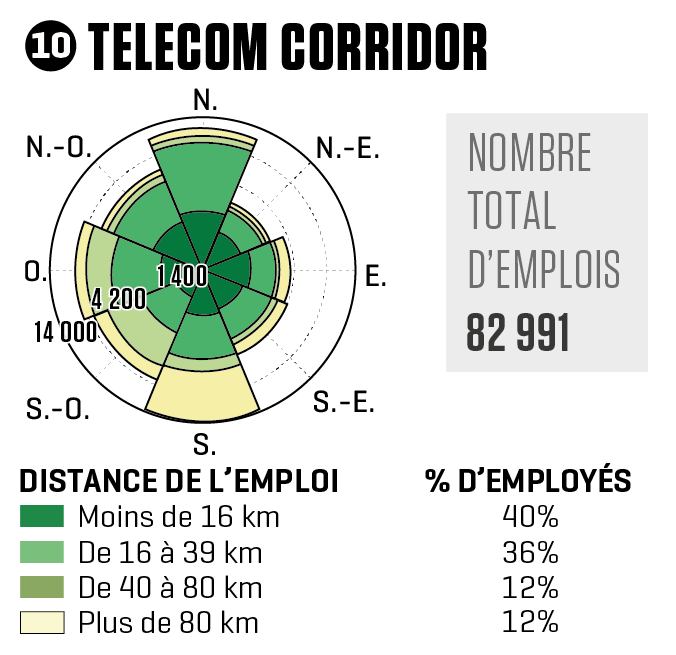 10 TELECOM CORRIDOR
N.
N.-O.
N.-E.
O.
E.
1 400
4 200
14 000
S.-O.
S.-E.
S.
NOMBRE
TOTAL
D’EMPLOIS
82 991
DISTANCE DE L’EMPLOI % D’EMPLOYÉS
Moins de 16 km 40%
De 16 à 39 km 36%
De 40 à 80 km 12%
Plus de 80 km 12%